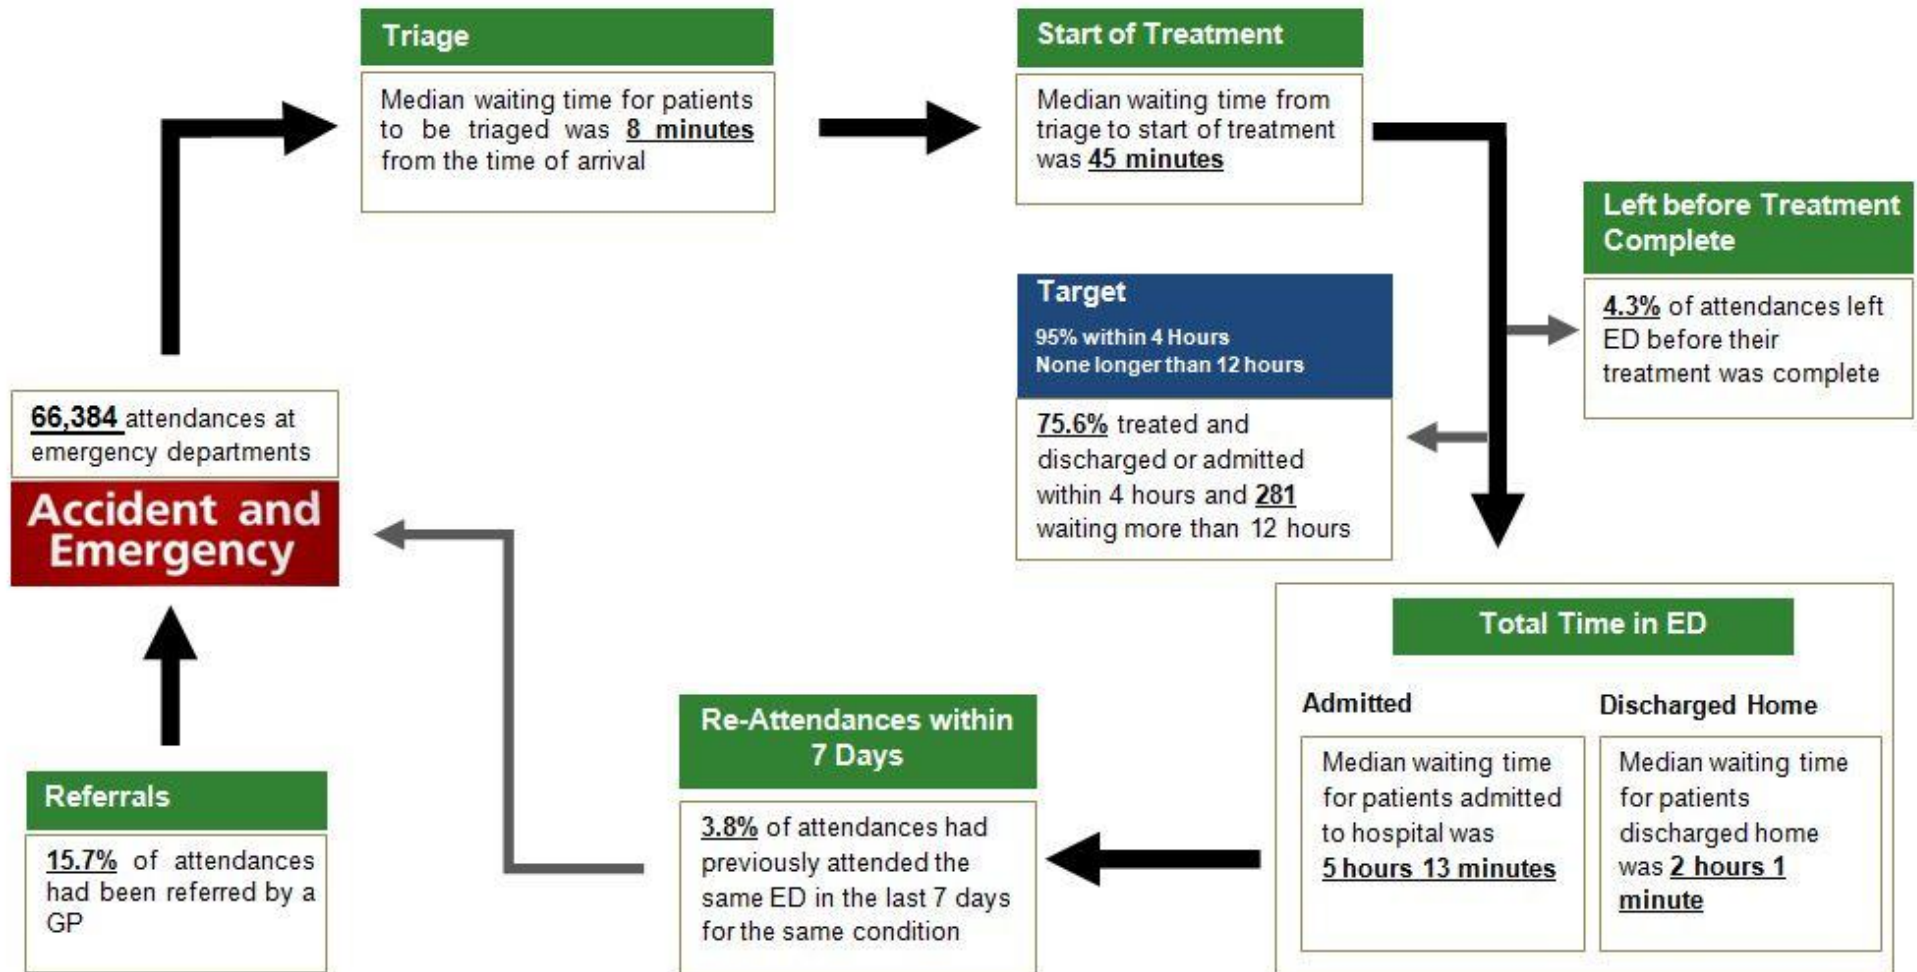 Triage
Median waiting time for patients
to be triaged was 8 minutes
from the time of arrival
Start of Treatment
Median waiting time from
triage to start of treatment
was 45 minutes
Left before Treatment
Complete
4.3% of attendances left
ED before their
treatment was complete
Target
95% within 4 Hours
None longer than 12 hours
75.6% treated and
discharged or admitted
within 4 hours and 281
waiting more than 12 hours
66,384 attendances at
emergency departments
Accident and
Emergency
Referrals
15.7% of attendances
had been referred by a
GP
Re-Attendances within
7 Days
3.8% of attendances had
previously attended the
same ED in the last 7 days
for the same condition
Total Time in ED
Admitted
Median waiting time
for patients admitted
to hospital was
5 hours 13 minutes
Discharged Home
Median waiting time
for patients
discharged home
was 2 hours 1
minute